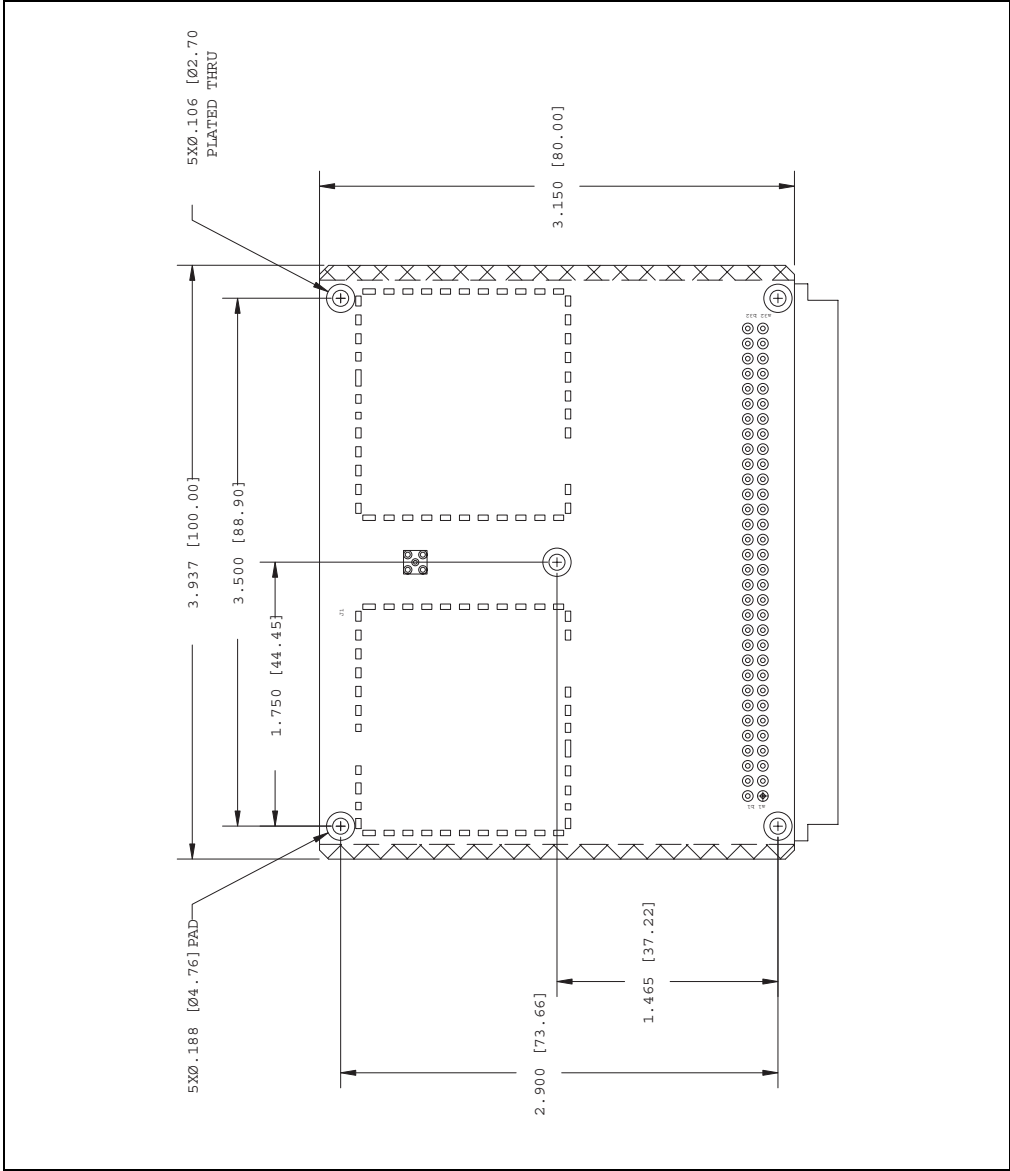 5XØ.106 [Ø2.70
PLATED THRU
3.150 [80.00]
3.937 [100.00]
3.500 [88.90]
1.750 [44.45]
J1
5XØ.188 [Ø4.76]PAD
1.465 [37.22]
2.900 [73.66]